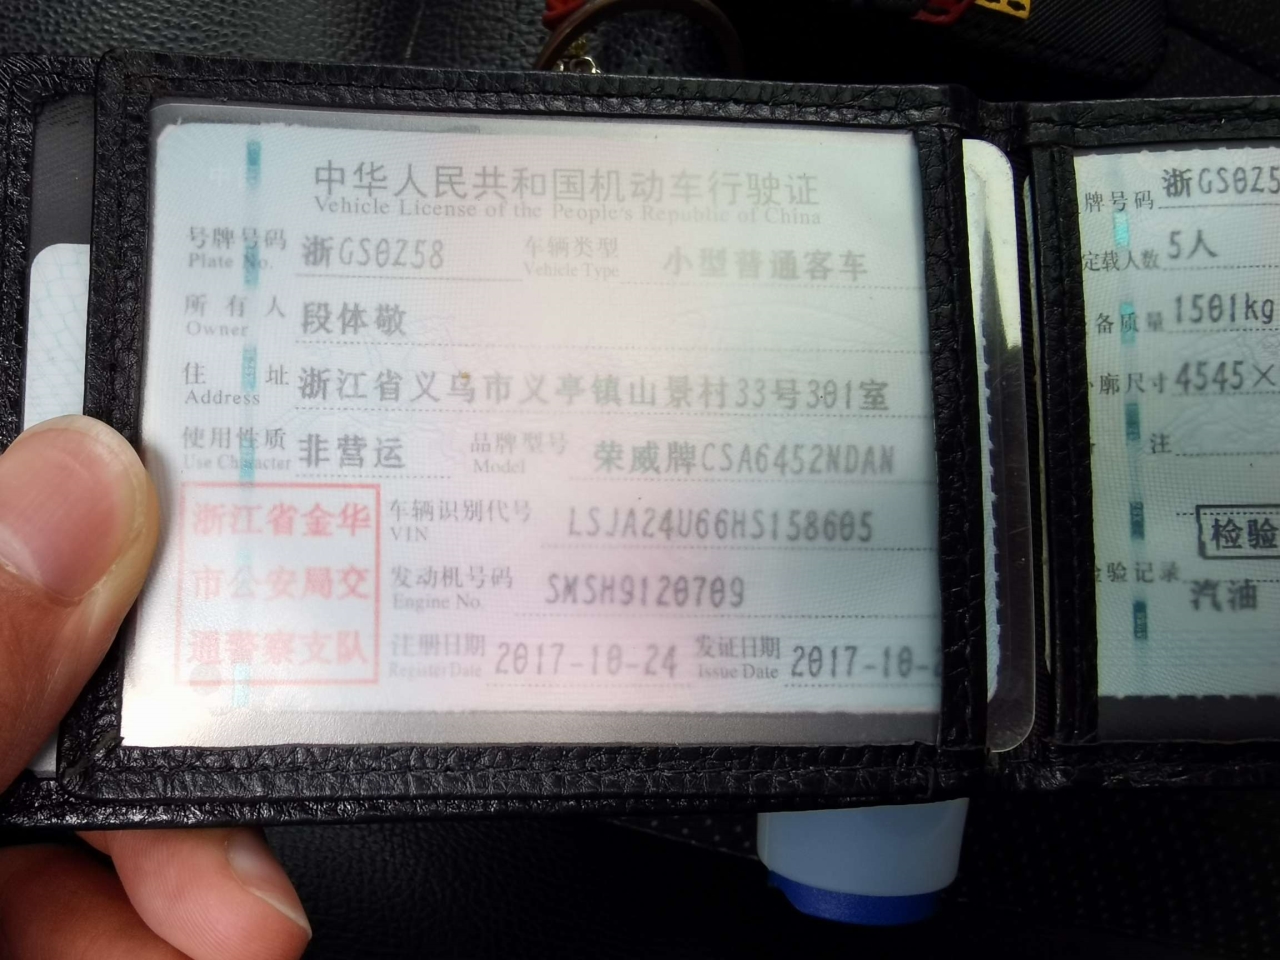 中华人民共和国机动车行驶证
Vehicle License of the People's Republic of China
号牌号码 浙GS0Z58 车辆类型 小型普通客车
Plate No. Vehicle Type
所有人 段体敬
Owner
住址 浙江省义乌市义亭镇山景村33号301室
Address
使用性质 非营运 品牌型号 荣威牌CSA6452NDAN
Use Character Model
浙江省金华
市公安局交
通警察支队
车辆识别代号 LSJA24U66HS158605
VIN
发动机号码 SMSH9120709
Engine No.
注册日期 2017-10-24 发证日期 2017-10-
Register Date Issue Date
牌号码 浙GS0Z5
定载人数 5人
备质量 1501kg
廓尺寸 4545×
注
检验
验记录 汽油